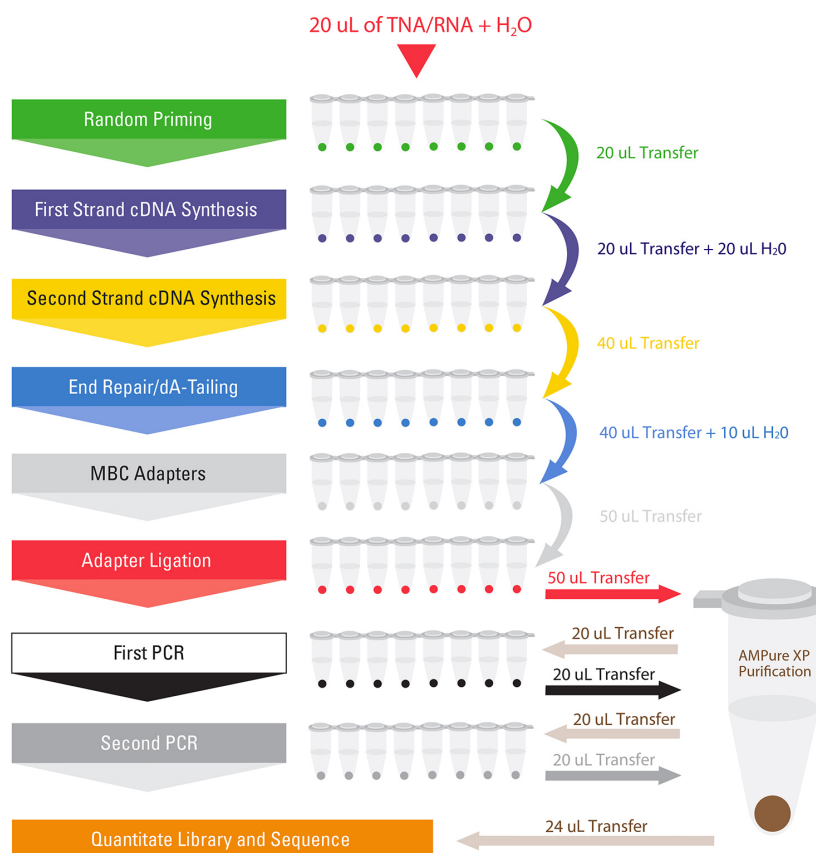 20 uL of TNA/RNA + H₂O
Random Priming
20 uL Transfer
First Strand cDNA Synthesis
20 uL Transfer + 20 uL H₂0
Second Strand cDNA Synthesis
40 uL Transfer
End Repair/dA-Tailing
40 uL Transfer + 10 uL H₂0
MBC Adapters
50 uL Transfer
Adapter Ligation
50 uL Transfer
First PCR
20 uL Transfer
20 uL Transfer
AMPure XP
Purification
Second PCR
20 uL Transfer
20 uL Transfer
Quantitate Library and Sequence
24 uL Transfer